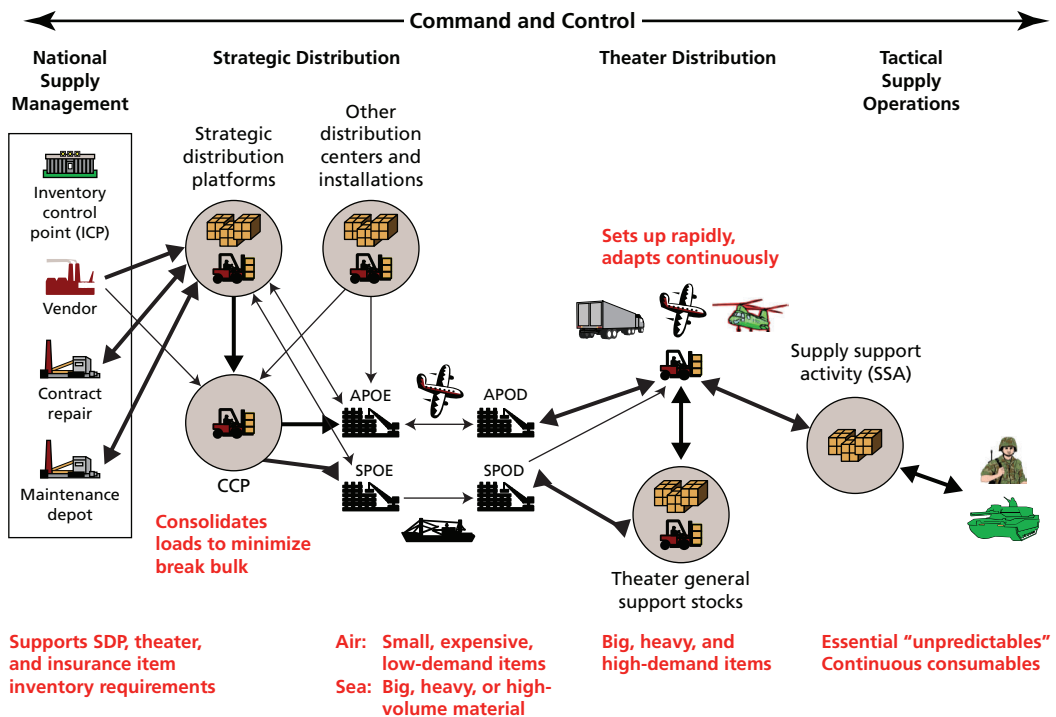 Command and Control
National
Supply
Management
Strategic Distribution
Theater Distribution
Tactical
Supply
Operations
Inventory
control
point (ICP)
Vendor
Contract
repair
Maintenance
depot
Strategic
distribution
platforms
Other
distribution
centers and
installations
CCP
Consolidates
loads to minimize
break bulk
APOE
APOD
SPOE
SPOD
Sets up rapidly,
adapts continuously
Theater general
support stocks
Supply support
activity (SSA)
Supports SDP, theater,
and insurance item
inventory requirements
Air: Small, expensive,
low-demand items
Sea: Big, heavy, or high-
volume material
Big, heavy, and
high-demand items
Essential “unpredictables”
Continuous consumables